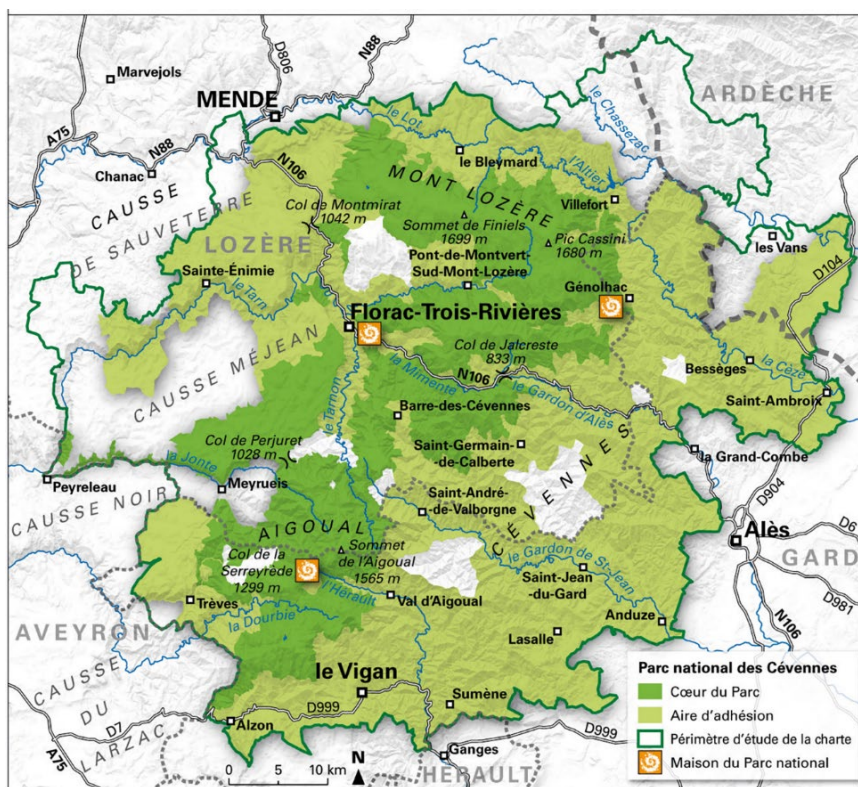 D806
N88
Marvejols
MENDE
ARDÈCHE
le Chassezac
A75
N88
Chanac
le Lot
le Bleymard
l'Altier
CAUSSE
DE SAUVETERRE
N106
MONT LOZÈRE
Villefort
Col de Montmirat
1042 m
Sommet de Finiels
1699 m
Pic Cassini
1680 m
les Vans
LOZÈRE
D104
Sainte-Énimie
Pont-de-Montvert-
Sud-Mont-Lozère
Génolhac
le Tarn
Florac-Trois-Rivières
Col de Jalcreste
833 m
Bessèges
la Cèze
CAUSSE MÉJEAN
la Mimente
N106
le Gardon d'Alès
Saint-Ambroix
le Tarnon
Barre-des-Cévennes
Col de Perjuret
1028 m
Saint-Germain-
de-Calberte
CÉVENNES
la Grand-Combe
la Jonte
Peyreleau
Meyrueis
Saint-André-
de-Valborgne
D904
CAUSSE NOIR
AIGOUAL
Alès
D6
Col de la
Serreyrède
1299 m
Sommet
de l'Aigoual
1565 m
le Gardon de St-Jean
GARD
Saint-Jean
-du-Gard
D981
l'Hérault
Val d'Aigoual
Trèves
la Dourbie
Anduze
N106
AVEYRON
Lasalle
CAUSSE
DU
LARZAC
le Vigan
Sumène
D999
Alzon
D7
D999
A75
Ganges
HÉRAULT
N
0 5 10 km
Parc national des Cévennes
Cœur du Parc
Aire d'adhésion
Périmètre d'étude de la charte
Maison du Parc national